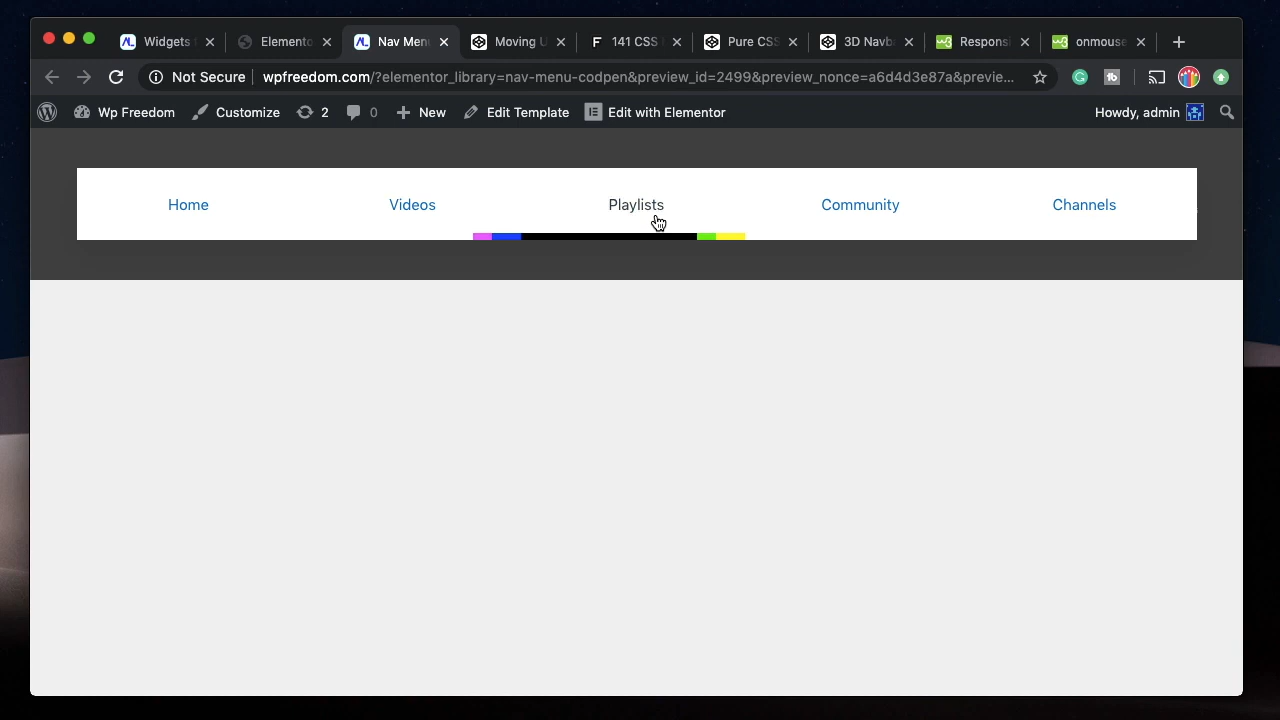 Widgets
Elemento
Nav Men
Moving U
F 141 CSS
Pure CSS
3D Navb
Respons
onmouse
Not Secure wpfreedom.com/?elementor_library=nav-menu-codpen&preview_id=2499&preview_nonce=a6d4d3e87a&previe...
Wp Freedom Customize 2 0 New Edit Template Edit with Elementor Howdy, admin
Home Videos Playlists Community Channels